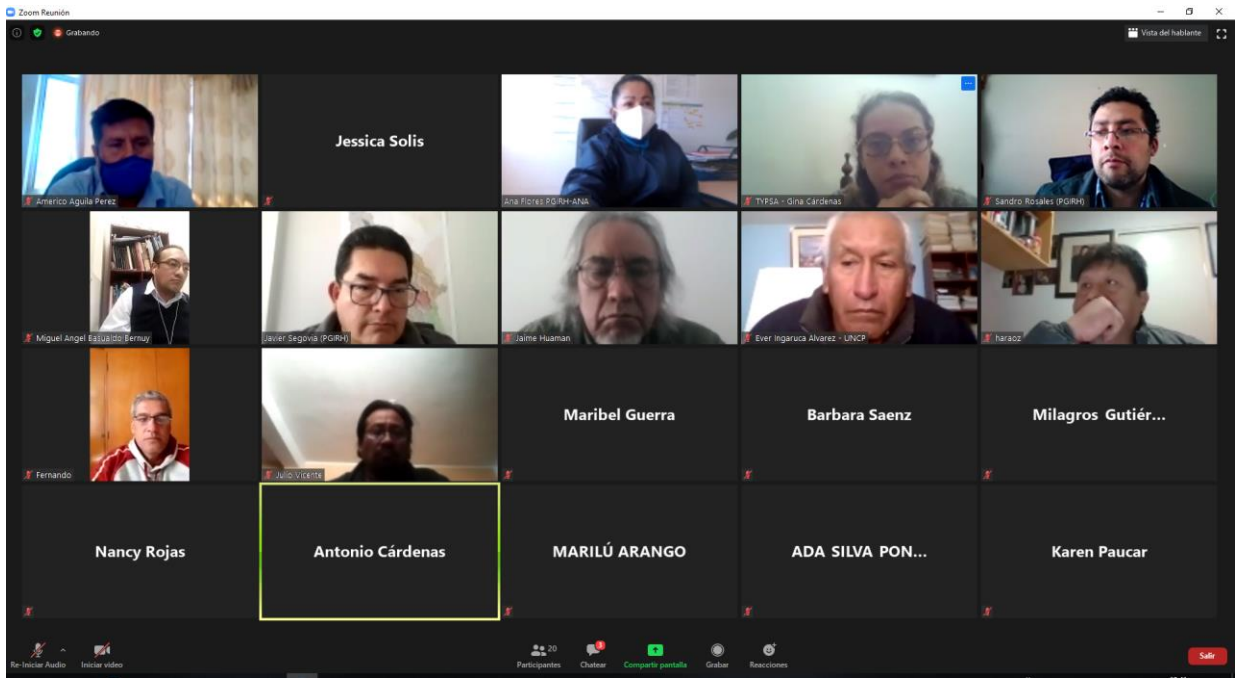 Zoom Reunión
Grabando
Vista del hablante
Americo Aguila Perez
Jessica Solis
Ana Flores PGIRH-ANA
TYPSA - Gina Cardenas
Sandro Rosales (PGIRH)
Miguel Angel Basualdo Bernuy
Javier Segovia (PGIRH)
Jaime Huaman
Ever Ingaruca Alvarez - UNCP
haraoz
Fernando
Julio Vicente
Maribel Guerra
Barbara Saenz
Milagros Gutiér...
Nancy Rojas
Antonio Cárdenas
MARILÚ ARANGO
ADA SILVA PON...
Karen Paucar
Re-Iniciar Audio
Iniciar video
20
Participantes
3
Chatear
Compartir pantalla
Grabar
Reacciones
Salir